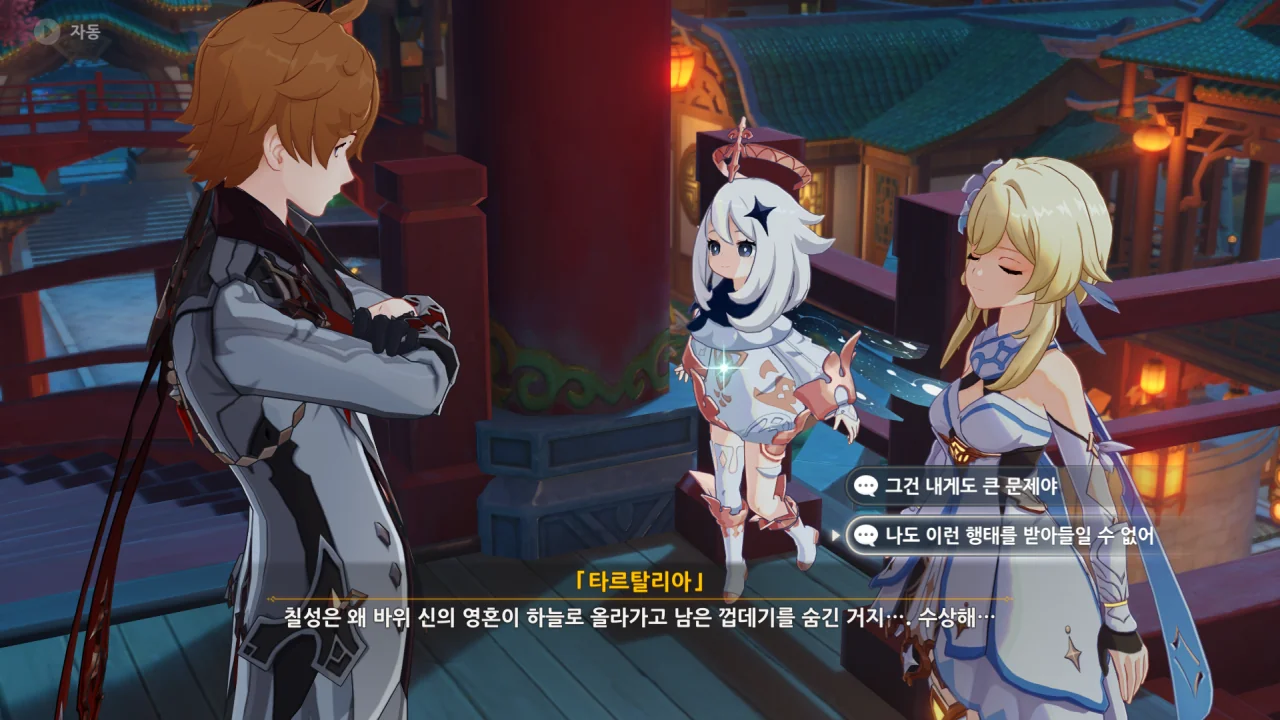 자동
그건 내게도 큰 문제야
나도 이런 행태를 받아들일 수 없어
「타르탈리아」
칠성은 왜 바위 신의 영혼이 하늘로 올라가고 남은 껍데기를 숨긴 거지…. 수상해…